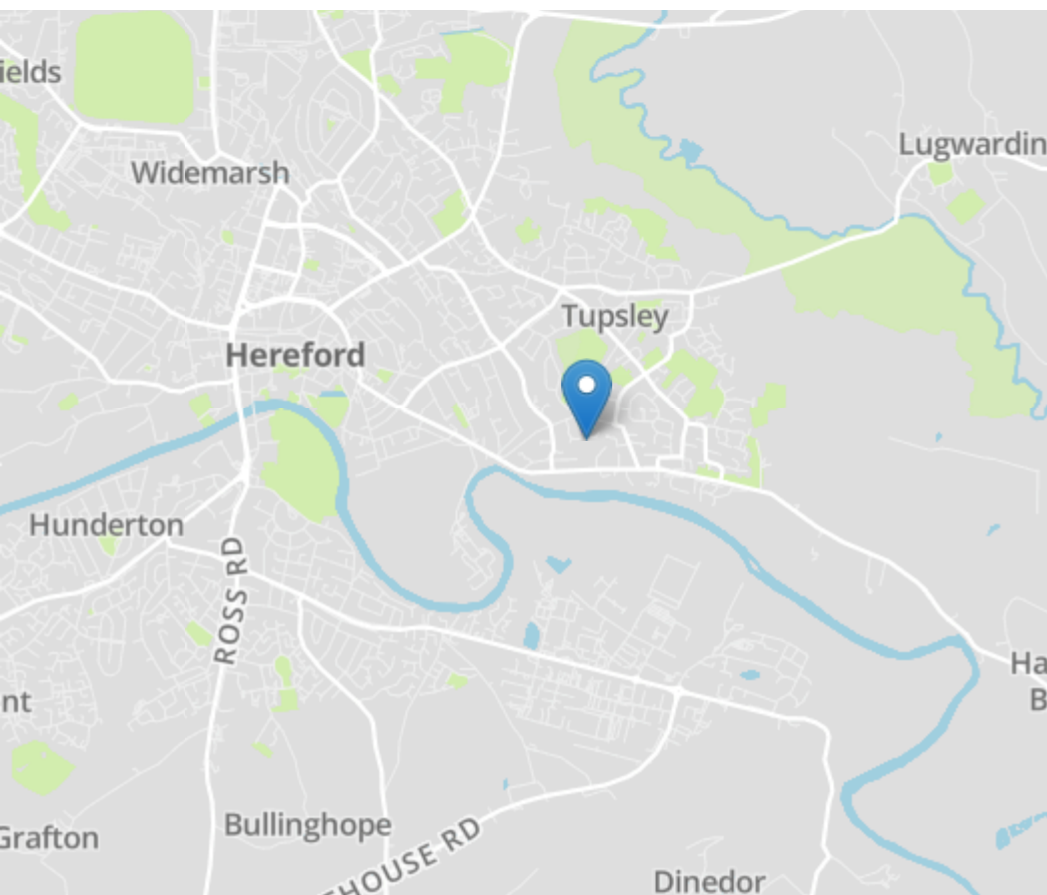 ields
Lugwardin
Widemarsh
Tupsley
Hereford
Hunderton
ROSS RD
Ha
B
nt
Bullinghope
Grafton
HOUSE RD
Dinedor